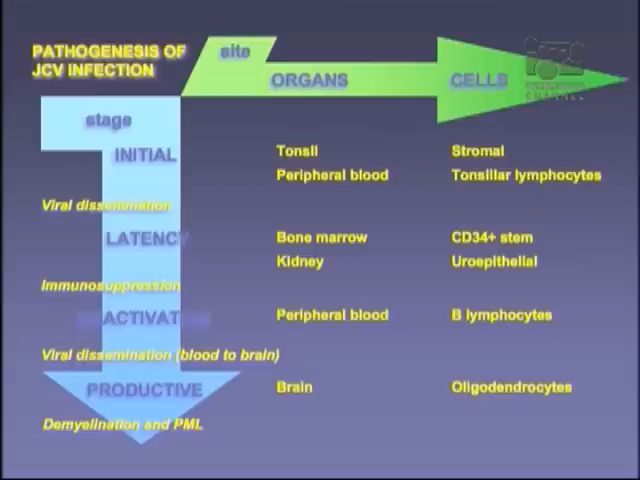 PATHOGENESIS OF
JCV INFECTION
site
ORGANS
CELLS
CHANNEL
stage
INITIAL
Tonsil
Stromal
Peripheral blood
Tonsillar lymphocytes
Viral dissemination
LATENCY
Bone marrow
CD34+ stem
Kidney
Uroepithelial
Immunosuppression
ACTIVAT
Peripheral blood
B lymphocytes
Viral dissemination (blood to brain)
PRODUCTIVE
Brain
Oligodendrocytes
Demyelination and PML